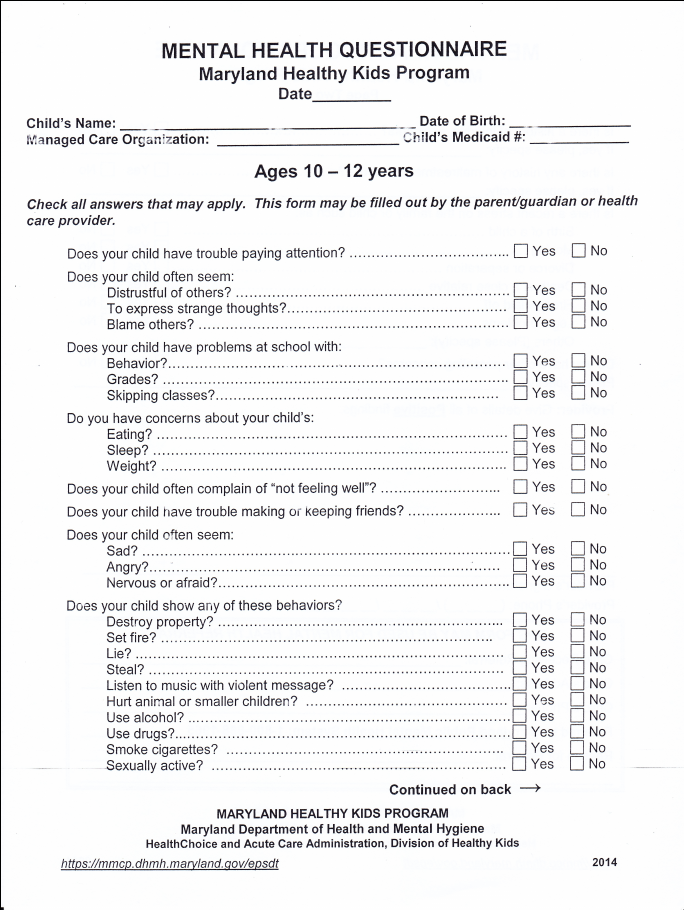 MENTAL HEALTH QUESTIONNAIRE
Maryland Healthy Kids Program
Date__________
Child's Name: ______________________________ Date of Birth: ______________
Managed Care Organization: ____________________ Child's Medicaid #: ____________
Ages 10 – 12 years
Check all answers that may apply. This form may be filled out by the parent/guardian or health
care provider.
Does your child have trouble paying attention? ........................................ ☐ Yes ☐ No
Does your child often seem:
Distrustful of others? ........................................ ☐ Yes ☐ No
To express strange thoughts?........................................ ☐ Yes ☐ No
Blame others? ........................................ ☐ Yes ☐ No
Does your child have problems at school with:
Behavior?........................................ ☐ Yes ☐ No
Grades? ........................................ ☐ Yes ☐ No
Skipping classes?........................................ ☐ Yes ☐ No
Do you have concerns about your child's:
Eating? ........................................ ☐ Yes ☐ No
Sleep? ........................................ ☐ Yes ☐ No
Weight? ........................................ ☐ Yes ☐ No
Does your child often complain of "not feeling well"? ........................ ☐ Yes ☐ No
Does your child have trouble making or keeping friends? .................... ☐ Yes ☐ No
Does your child often seem:
Sad? ........................................ ☐ Yes ☐ No
Angry?........................................ ☐ Yes ☐ No
Nervous or afraid?........................................ ☐ Yes ☐ No
Does your child show any of these behaviors?
Destroy property? ........................................ ☐ Yes ☐ No
Set fire? ........................................ ☐ Yes ☐ No
Lie? ........................................ ☐ Yes ☐ No
Steal? ........................................ ☐ Yes ☐ No
Listen to music with violent message? ........................ ☐ Yes ☐ No
Hurt animal or smaller children? ........................ ☐ Yes ☐ No
Use alcohol? ........................................ ☐ Yes ☐ No
Use drugs?........................................ ☐ Yes ☐ No
Smoke cigarettes? ........................................ ☐ Yes ☐ No
Sexually active? ........................................ ☐ Yes ☐ No
Continued on back →
MARYLAND HEALTHY KIDS PROGRAM
Maryland Department of Health and Mental Hygiene
HealthChoice and Acute Care Administration, Division of Healthy Kids
https://mmcp.dhmh.maryland.gov/epsdt 2014